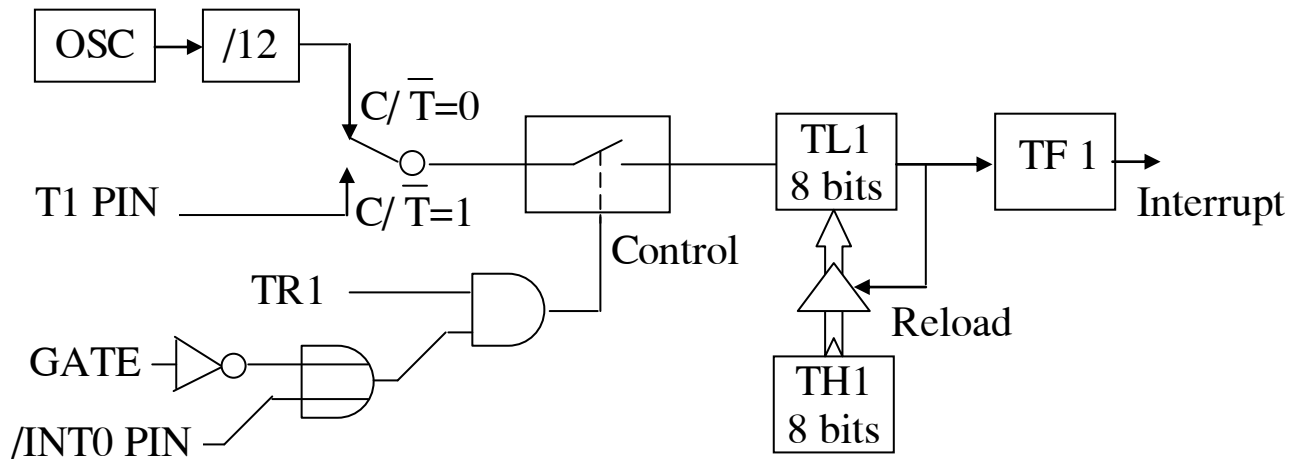 OSC
/12
C/ T̅=0
T1 PIN
C/ T̅=1
TL1
8 bits
TF 1
Interrupt
Control
TR1
Reload
GATE
TH1
8 bits
/INT0 PIN